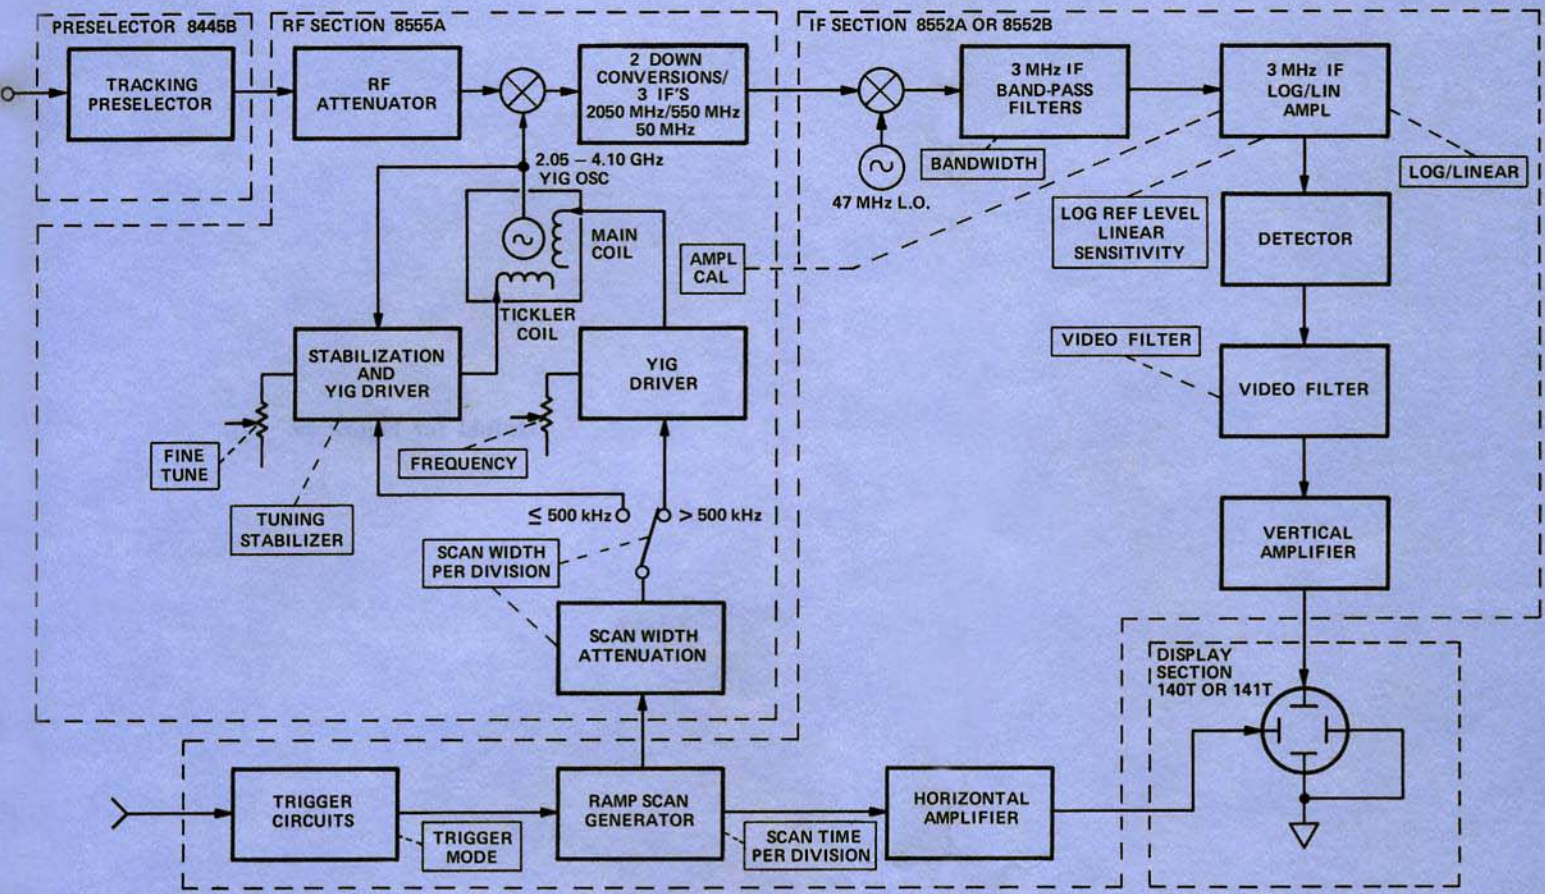 PRESELECTOR 8445B
RF SECTION 8555A
IF SECTION 8552A OR 8552B
TRACKING
PRESELECTOR
RF
ATTENUATOR
2 DOWN
CONVERSIONS/
3 IF'S
2050 MHz/550 MHz
50 MHz
3 MHz IF
BAND-PASS
FILTERS
3 MHz IF
LOG/LIN
AMPL
2.05 – 4.10 GHz
YIG OSC
BANDWIDTH
47 MHz L.O.
LOG/LINEAR
LOG REF LEVEL
LINEAR
SENSITIVITY
MAIN
COIL
AMPL
CAL
DETECTOR
TICKLER
COIL
STABILIZATION
AND
YIG DRIVER
YIG
DRIVER
VIDEO FILTER
VIDEO FILTER
FINE
TUNE
FREQUENCY
TUNING
STABILIZER
≤ 500 kHz
> 500 kHz
SCAN WIDTH
PER DIVISION
VERTICAL
AMPLIFIER
SCAN WIDTH
ATTENUATION
DISPLAY
SECTION
140T OR 141T
TRIGGER
CIRCUITS
TRIGGER
MODE
RAMP SCAN
GENERATOR
SCAN TIME
PER DIVISION
HORIZONTAL
AMPLIFIER